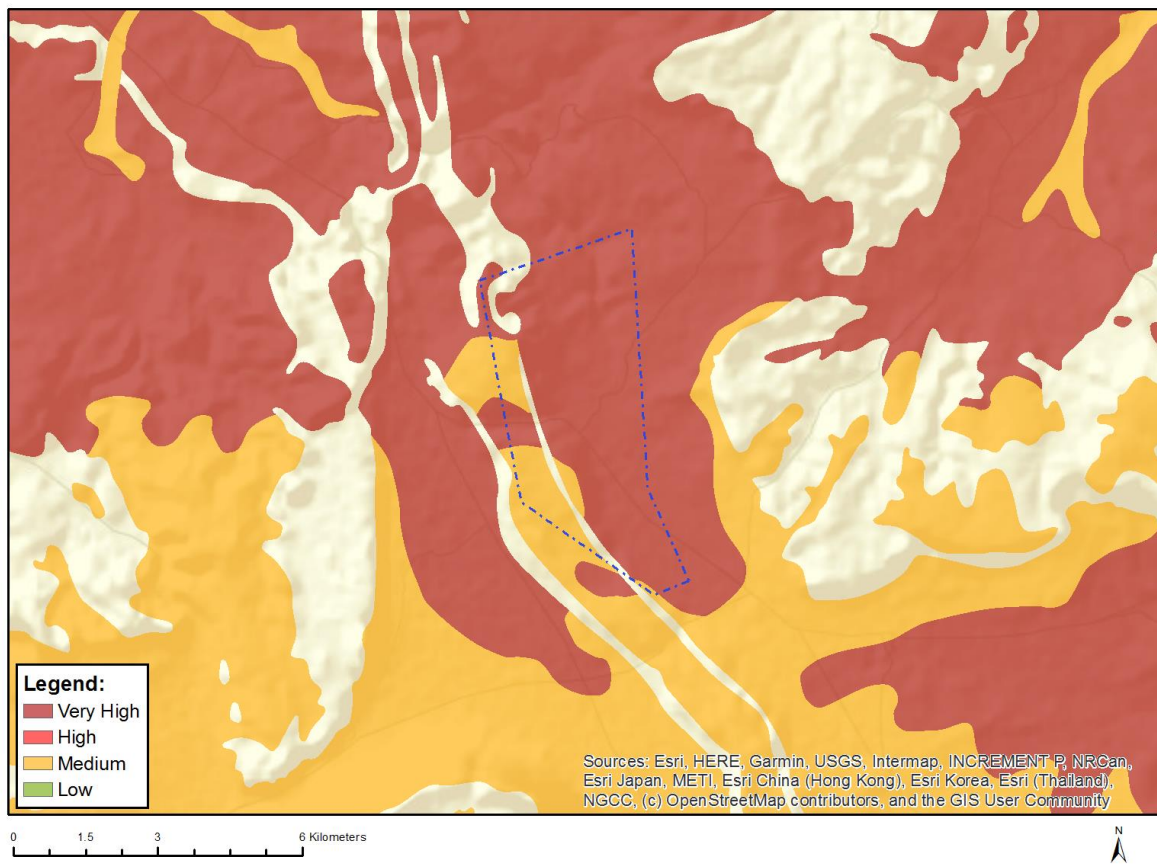 Legend:
Very High
High
Medium
Low
Sources: Esri, HERE, Garmin, USGS, Intermap, INCREMENT P, NRCan,
Esri Japan, METI, Esri China (Hong Kong), Esri Korea, Esri (Thailand),
NGCC, (c) OpenStreetMap contributors, and the GIS User Community
0 1.5 3 6 Kilometers
N